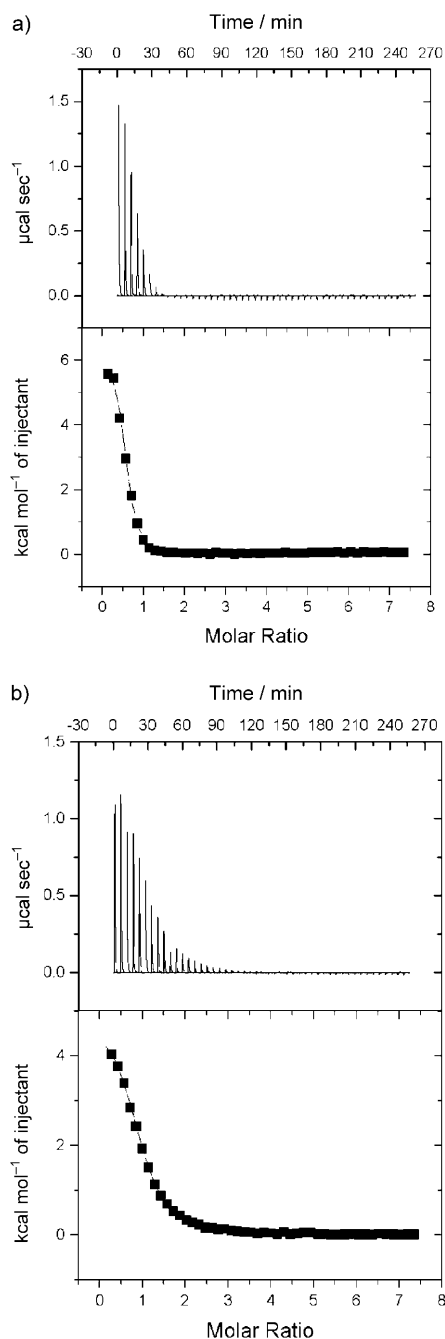 a)
Time / min
-30 0 30 60 90 120 150 180 210 240 270
1.5
1.0
0.5
0.0
µcal sec⁻¹
6
4
2
0
kcal mol⁻¹ of injectant
0 1 2 3 4 5 6 7 8
Molar Ratio
b)
Time / min
-30 0 30 60 90 120 150 180 210 240 270
1.5
1.0
0.5
0.0
µcal sec⁻¹
4
2
0
kcal mol⁻¹ of injectant
0 1 2 3 4 5 6 7 8
Molar Ratio